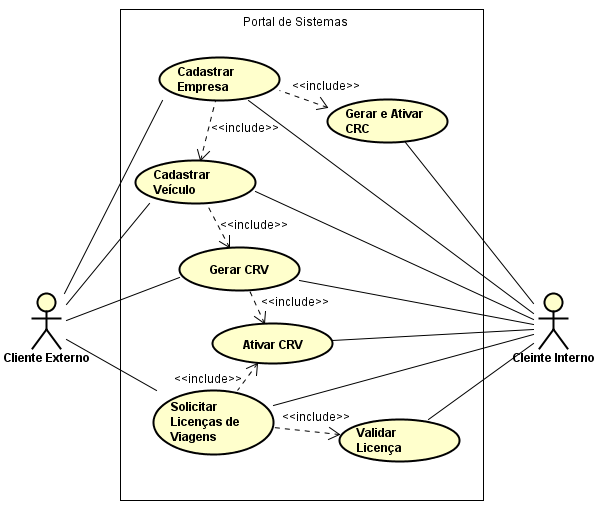 Portal de Sistemas
Cadastrar
Empresa
<<include>>
Gerar e Ativar
CRC
<<include>>
Cadastrar
Veículo
<<include>>
Gerar CRV
<<include>>
Cliente Externo
Cleinte Interno
Ativar CRV
<<include>>
Solicitar
Licenças de
Viagens
<<include>>
Validar
Licença